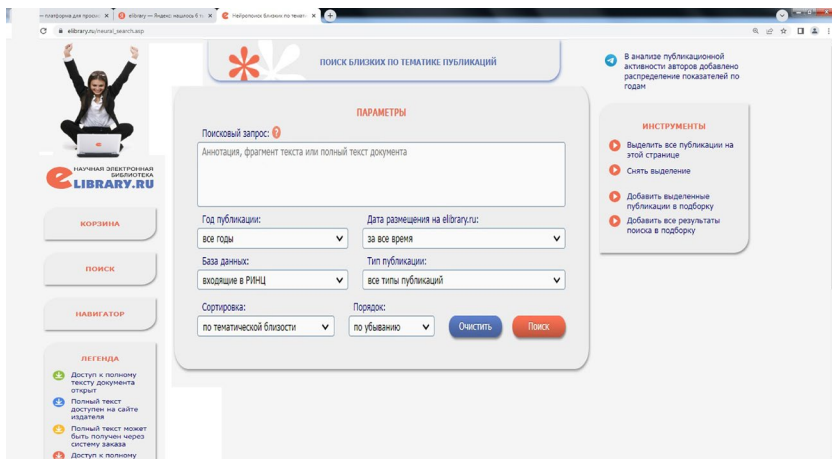 — платформа для просмо
elibrary — Яндекс: нашлось 6 т
Нейропоиск близких по темати
elibrary.ru/neural_search.asp
ПОИСК БЛИЗКИХ ПО ТЕМАТИКЕ ПУБЛИКАЦИЙ
ПАРАМЕТРЫ
Поисковый запрос: ?
Аннотация, фрагмент текста или полный текст документа
Год публикации:
Дата размещения на elibrary.ru:
все годы
за все время
База данных:
Тип публикации:
входящие в РИНЦ
все типы публикаций
Сортировка:
Порядок:
по тематической близости
по убыванию
Очистить
Поиск
НАУЧНАЯ ЭЛЕКТРОННАЯ
БИБЛИОТЕКА
eLIBRARY.RU
КОРЗИНА
ПОИСК
НАВИГАТОР
ЛЕГЕНДА
Доступ к полному
тексту документа
открыт
Полный текст
доступен на сайте
издателя
Полный текст может
быть получен через
систему заказа
Доступ к полному
В анализе публикационной
активности авторов добавлено
распределение показателей по
годам
ИНСТРУМЕНТЫ
Выделить все публикации на
этой странице
Снять выделение
Добавить выделенные
публикации в подборку
Добавить все результаты
поиска в подборку